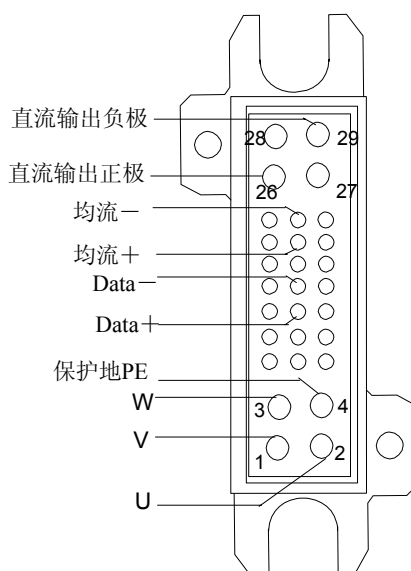 直流输出负极
28
29
直流输出正极
26
27
均流－
均流＋
Data－
Data＋
保护地PE
W
3
4
V
1
2
U